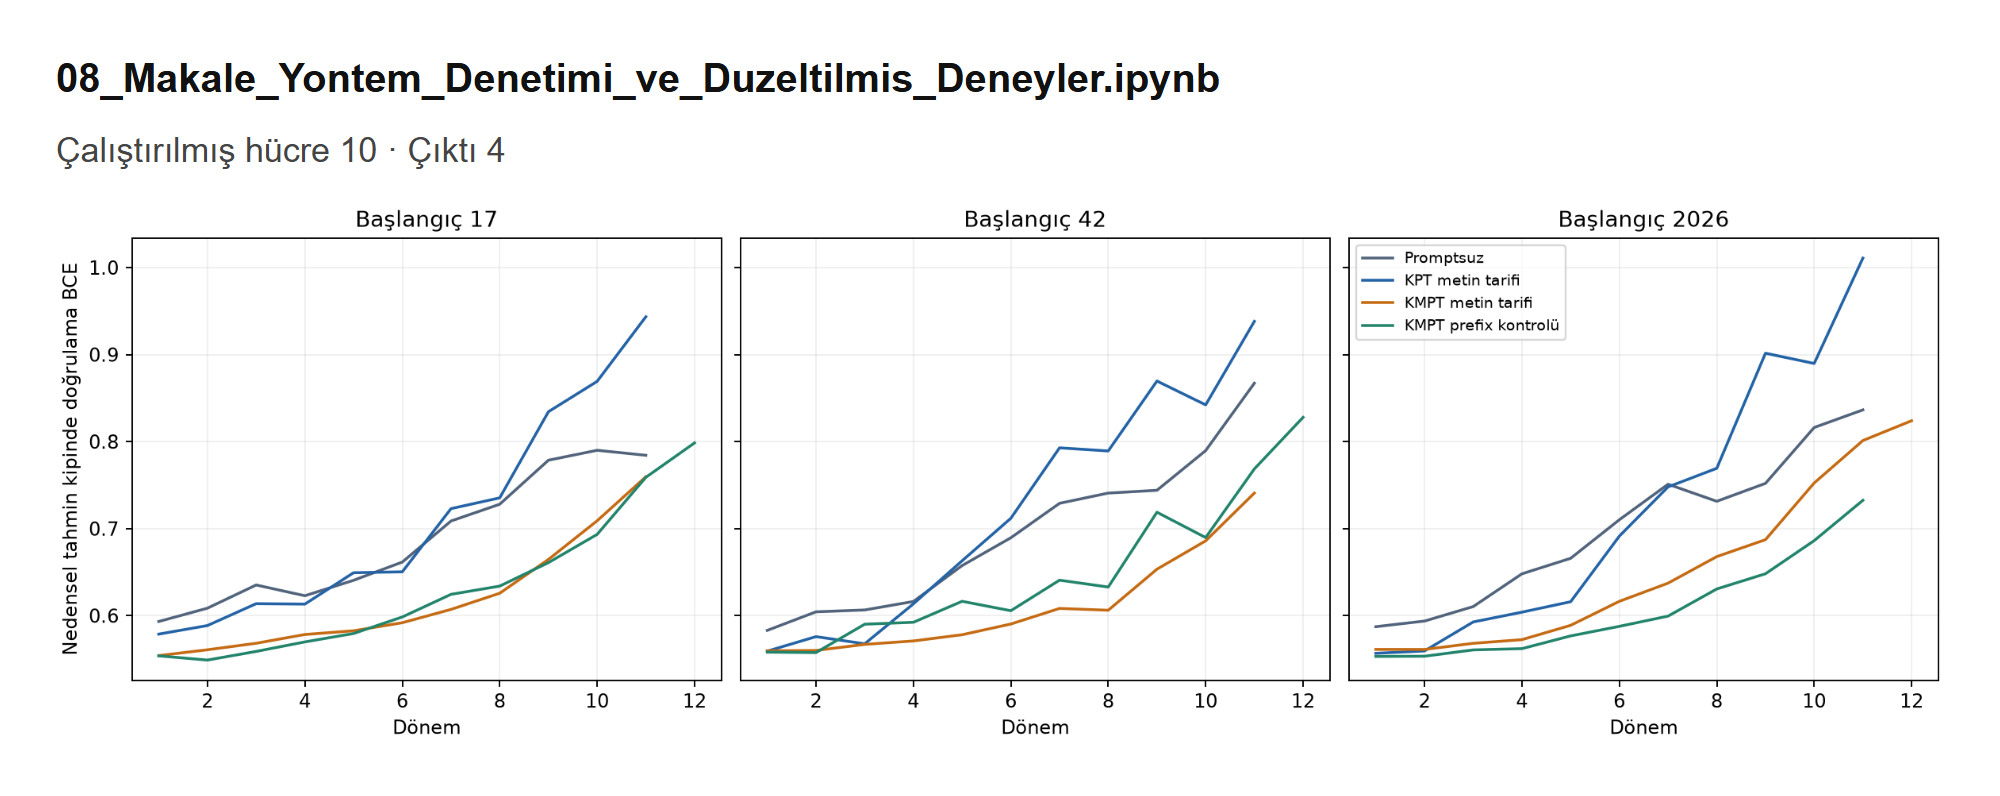 08_Makale_Yontem_Denetimi_ve_Duzeltilmis_Deneyler.ipynb
Çalıştırılmış hücre 10 · Çıktı 4
Başlangıç 17
Başlangıç 42
Başlangıç 2026
Nedensel tahmin kipinde doğrulama BCE
1.0
0.9
0.8
0.7
0.6
Promptsuz
KPT metin tarifi
KMPT metin tarifi
KMPT prefix kontrolü
2 4 6 8 10 12
2 4 6 8 10 12
2 4 6 8 10 12
Dönem
Dönem
Dönem